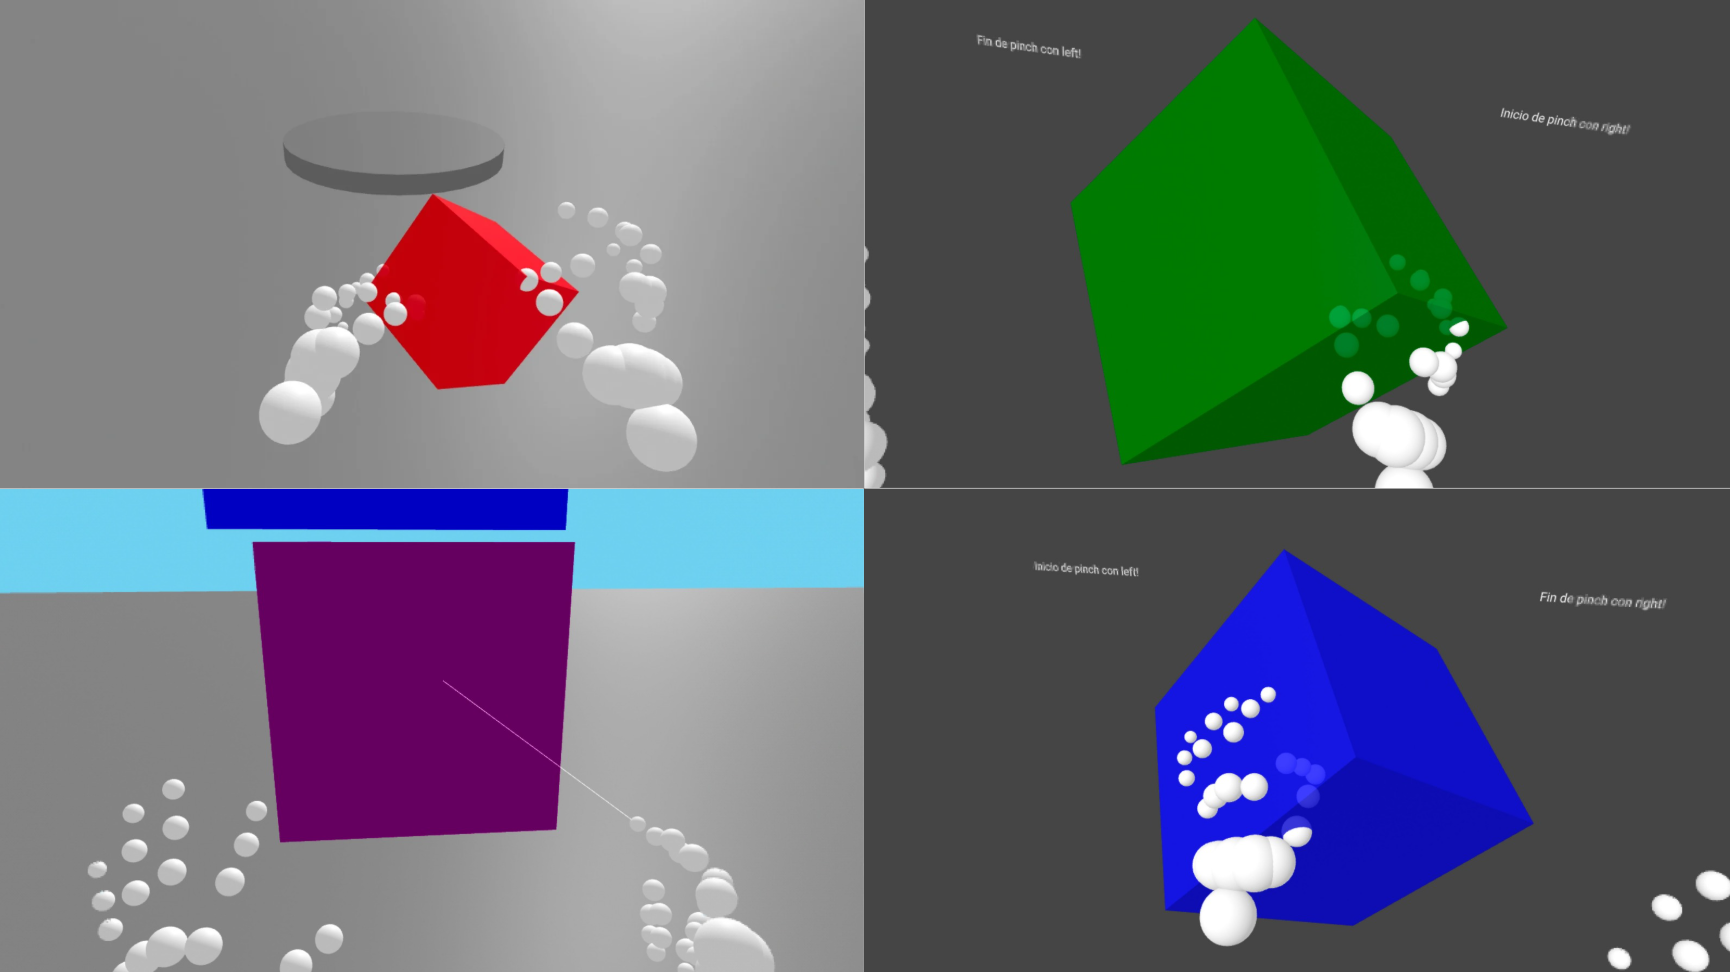 Fin de pinch con left!
Inicio de pinch con right!
Inicio de pinch con left!
Fin de pinch con right!